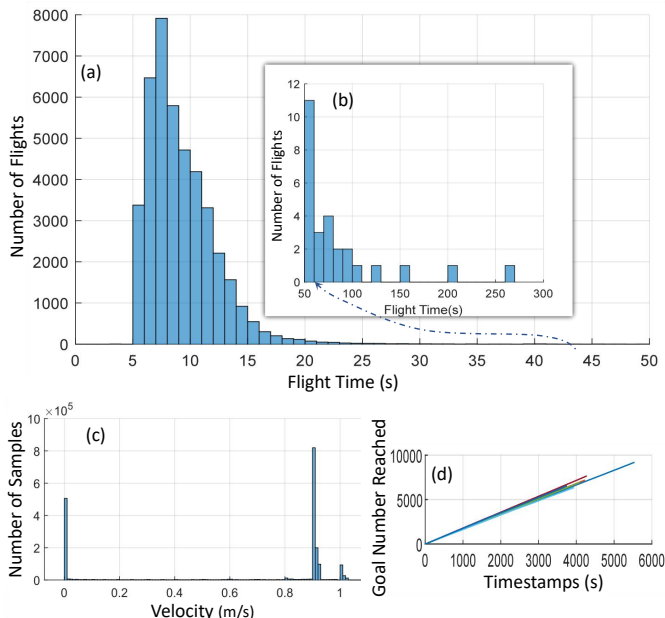 (a)
Number of Flights
8000
7000
6000
5000
4000
3000
2000
1000
0
0 5 10 15 20 25 30 35 40 45 50
Flight Time (s)
(b)
Number of Flights
12
10
8
6
4
2
0
50 100 150 200 250 300
Flight Time(s)
(c)
×10^5
Number of Samples
10
8
6
4
2
0
0 0.2 0.4 0.6 0.8 1
Velocity (m/s)
(d)
Goal Number Reached
10000
5000
0
0 1000 2000 3000 4000 5000 6000
Timestamps (s)